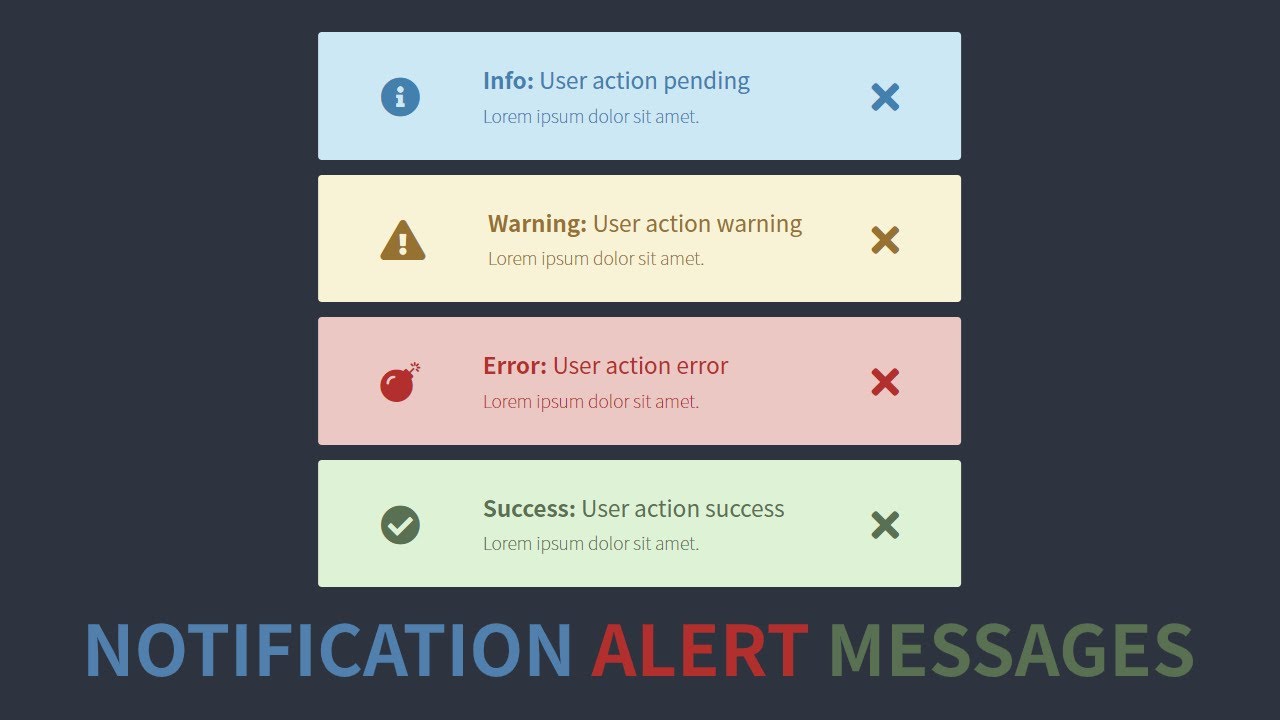 Info: User action pending
Lorem ipsum dolor sit amet.
Warning: User action warning
Lorem ipsum dolor sit amet.
Error: User action error
Lorem ipsum dolor sit amet.
Success: User action success
Lorem ipsum dolor sit amet.
NOTIFICATION ALERT MESSAGES